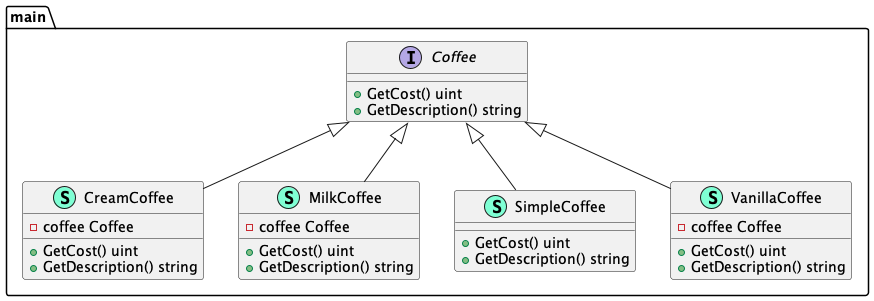 main
I Coffee
GetCost() uint
GetDescription() string
S CreamCoffee
coffee Coffee
GetCost() uint
GetDescription() string
S MilkCoffee
coffee Coffee
GetCost() uint
GetDescription() string
S SimpleCoffee
GetCost() uint
GetDescription() string
S VanillaCoffee
coffee Coffee
GetCost() uint
GetDescription() string